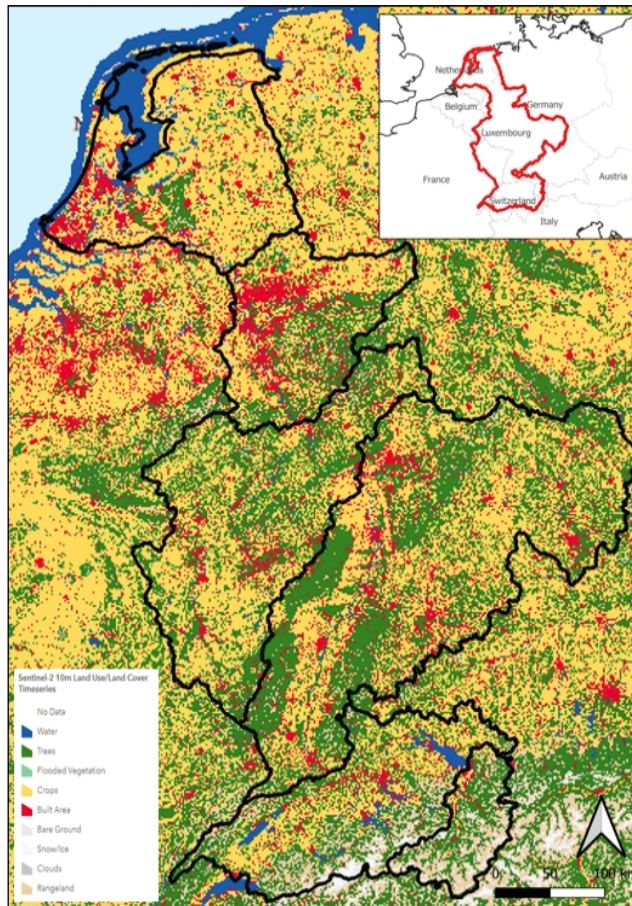 Netherlands
Belgium
Germany
Luxembourg
France
Austria
Switzerland
Italy
N
Sentinel-2 10m Land Use/Land Cover
Timeseries
No Data
Water
Trees
Flooded Vegetation
Crops
Built Area
Bare Ground
Snow/Ice
Clouds
Rangeland
0 50 100 km